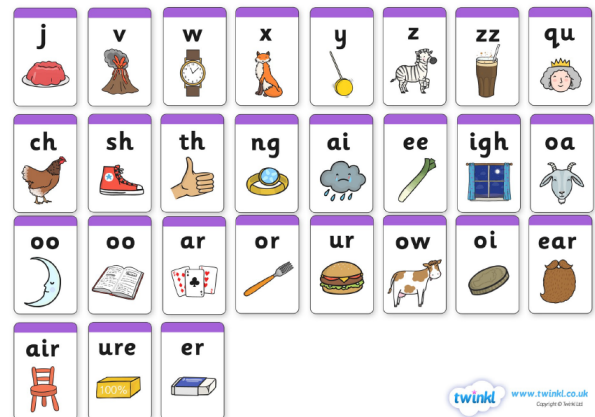 j v w x y z zz qu
ch sh th ng ai ee igh oa
oo oo ar or ur ow oi ear
air ure er
100%
twinkl
www.twinkl.co.uk
Copyright © Twinkl Ltd